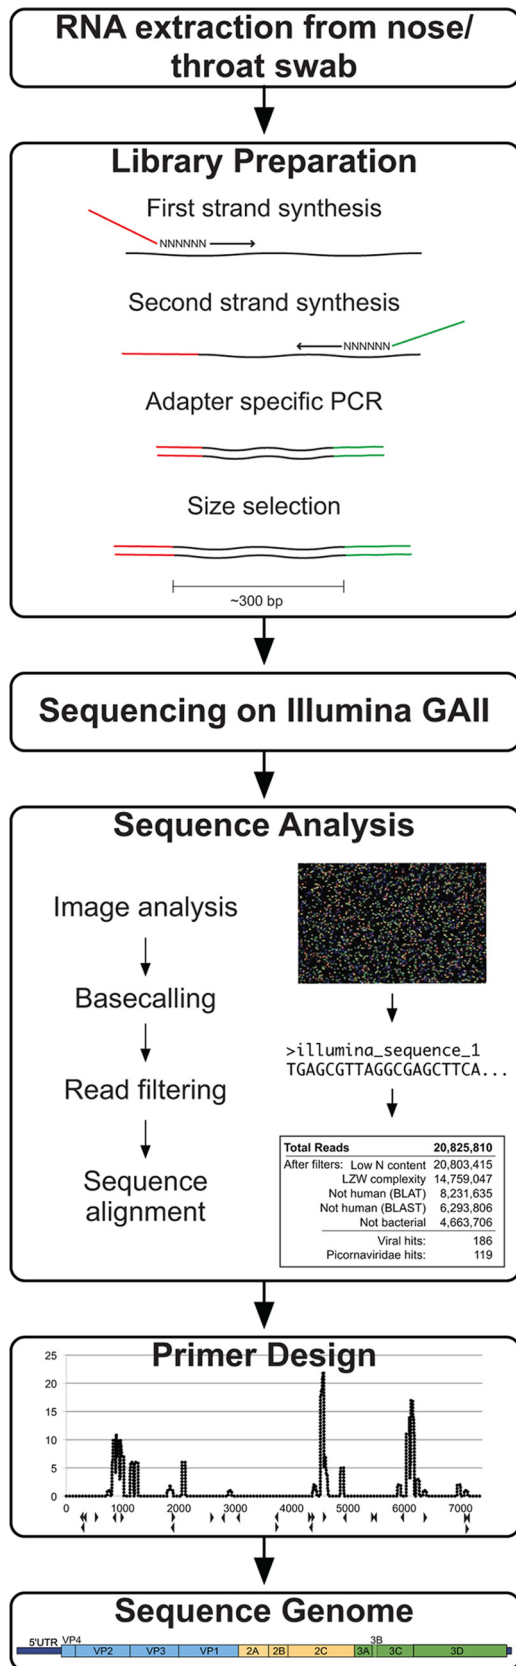 RNA extraction from nose/
throat swab
Library Preparation
First strand synthesis
NNNNNN
Second strand synthesis
NNNNNN
Adapter specific PCR
Size selection
~300 bp
Sequencing on Illumina GAII
Sequence Analysis
Image analysis
Basecalling
Read filtering
Sequence
alignment
>illumina_sequence_1
TGAGCGTTAGGCGAGCTTCA...
Total Reads 20,825,810
After filters: Low N content 20,803,415
LZW complexity 14,759,047
Not human (BLAT) 8,231,635
Not human (BLAST) 6,293,806
Not bacterial 4,663,706
Viral hits: 186
Picornaviridae hits: 119
Primer Design
25
20
15
10
5
0
0 1000 2000 3000 4000 5000 6000 7000
Sequence Genome
5'UTR VP4 VP2 VP3 VP1 2A 2B 2C 3A 3B 3C 3D